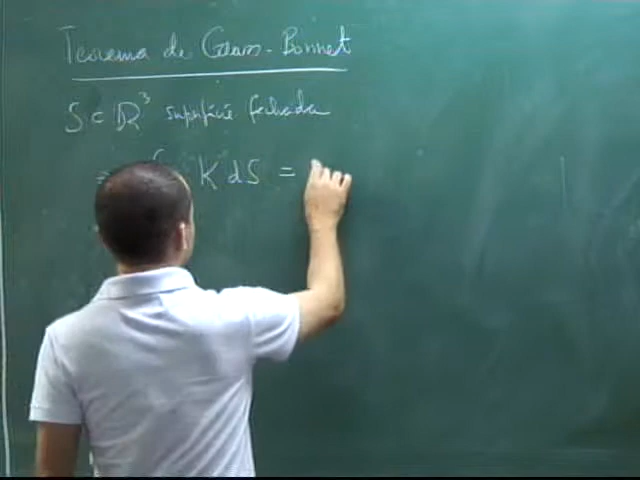 Teorema de Gauss-Bonnet
S ⊂ ℝ³ superfície fechada
⇒ ∫ K dS =